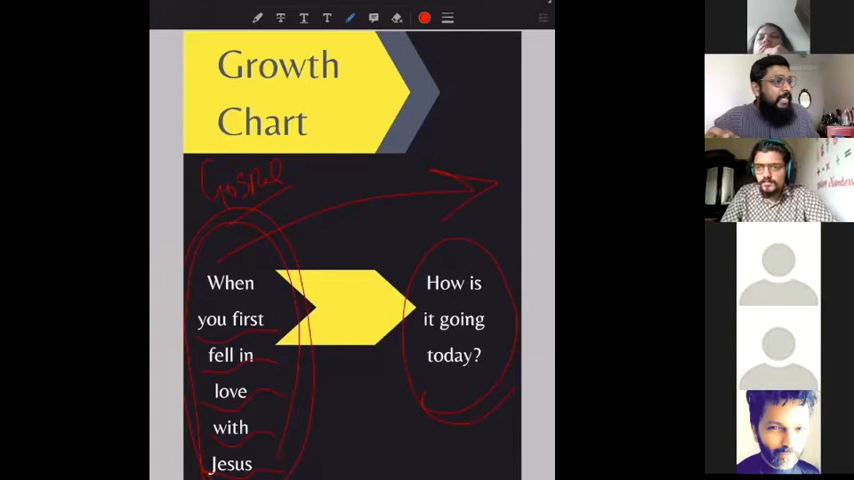 Growth
Chart
Gospel
When
you first
fell in
love
with
Jesus
How is
it going
today?